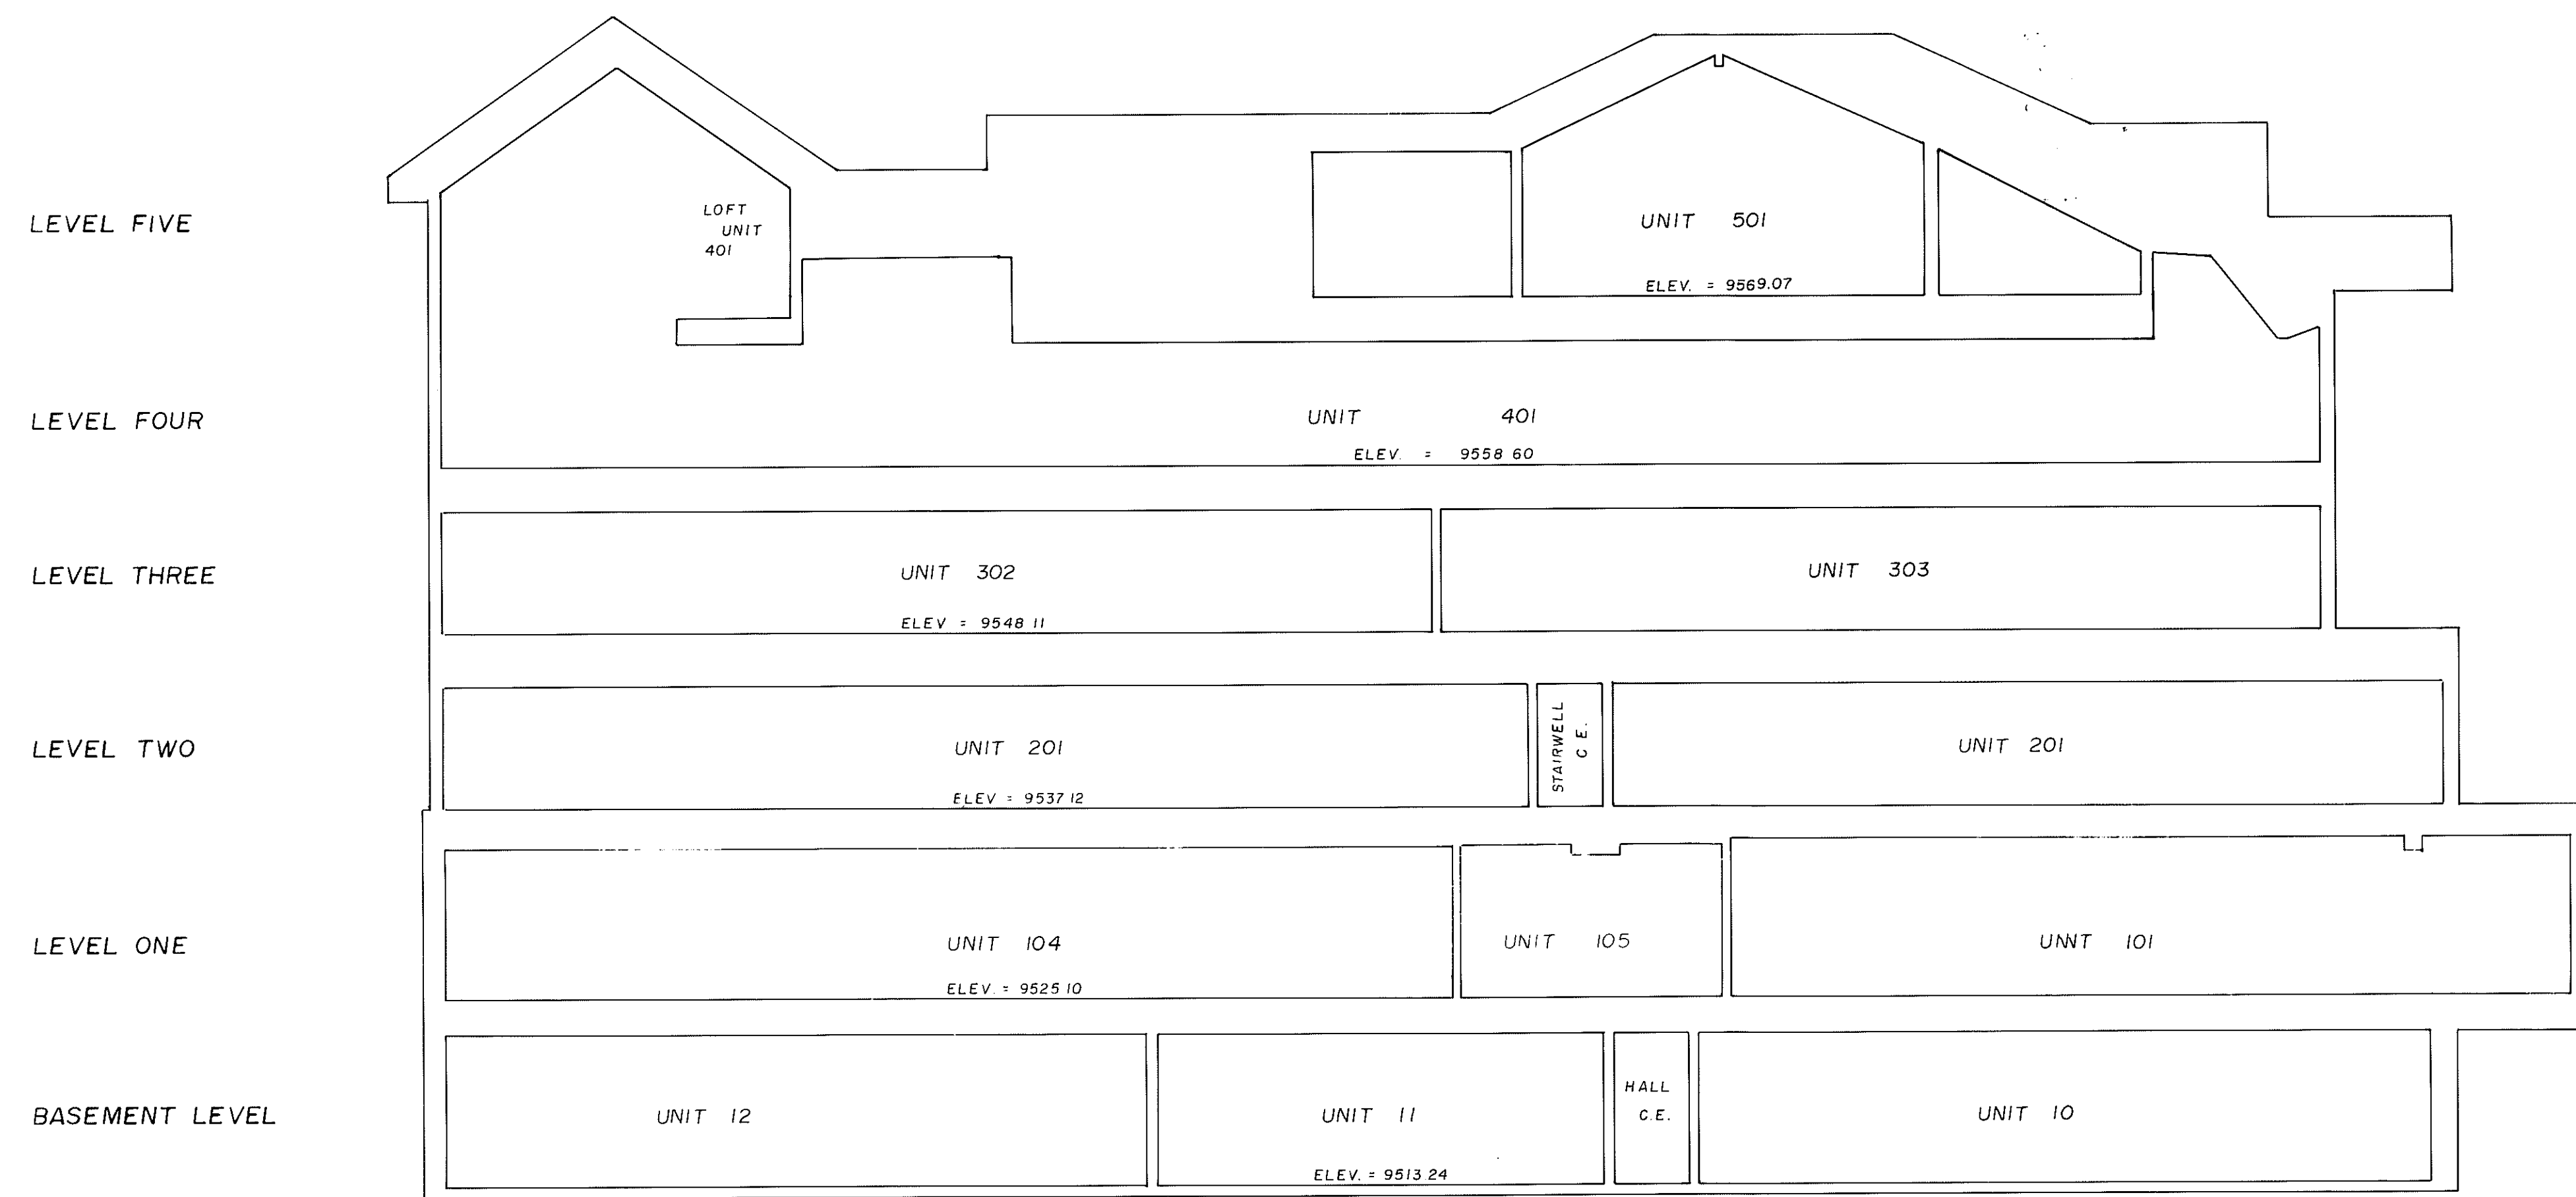 LEVEL FIVE
LOFT
UNIT
401
UNIT 501
ELEV. = 9569.07
LEVEL FOUR
UNIT 401
ELEV. = 9558 60
LEVEL THREE
UNIT 302
UNIT 303
ELEV = 9548 11
LEVEL TWO
UNIT 201
STAIRWELL
C E.
UNIT 201
ELEV = 9537 12
LEVEL ONE
UNIT 104
UNIT 105
UNNT 101
ELEV. = 9525 10
BASEMENT LEVEL
UNIT 12
UNIT 11
HALL
C.E.
UNIT 10
ELEV. = 9513 24